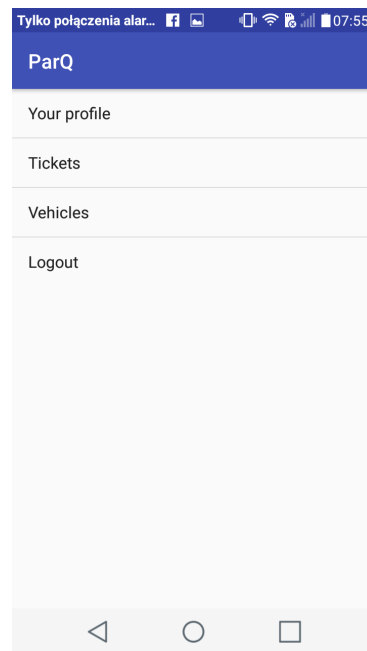 Tylko połączenia alar... 07:55
ParQ
Your profile
Tickets
Vehicles
Logout